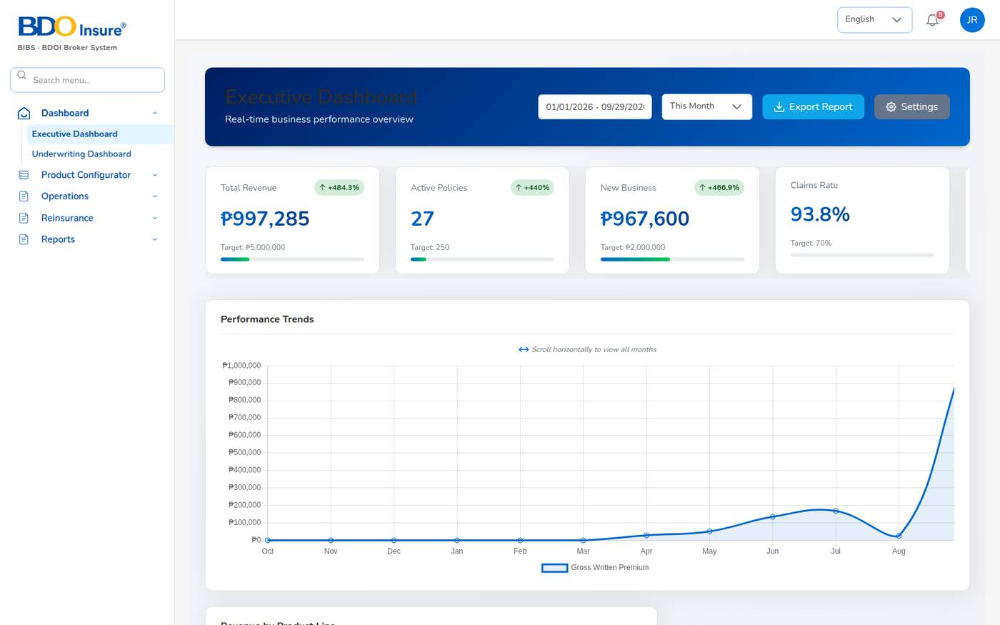 BDO Insure®
BIBS · BDOI Broker System
Search menu...
Dashboard
Executive Dashboard
Underwriting Dashboard
Product Configurator
Operations
Reinsurance
Reports
English
9
JR
Executive Dashboard
Real-time business performance overview
01/01/2026 - 09/29/202
This Month
Export Report
Settings
Total Revenue
+484.3%
₱997,285
Target: ₱5,000,000
Active Policies
+440%
27
Target: 250
New Business
+466.9%
₱967,600
Target: ₱2,000,000
Claims Rate
93.8%
Target: 70%
Performance Trends
Scroll horizontally to view all months
₱1,000,000
₱900,000
₱800,000
₱700,000
₱600,000
₱500,000
₱400,000
₱300,000
₱200,000
₱100,000
₱0
Oct Nov Dec Jan Feb Mar Apr May Jun Jul Aug
Gross Written Premium
Revenue by Product Line